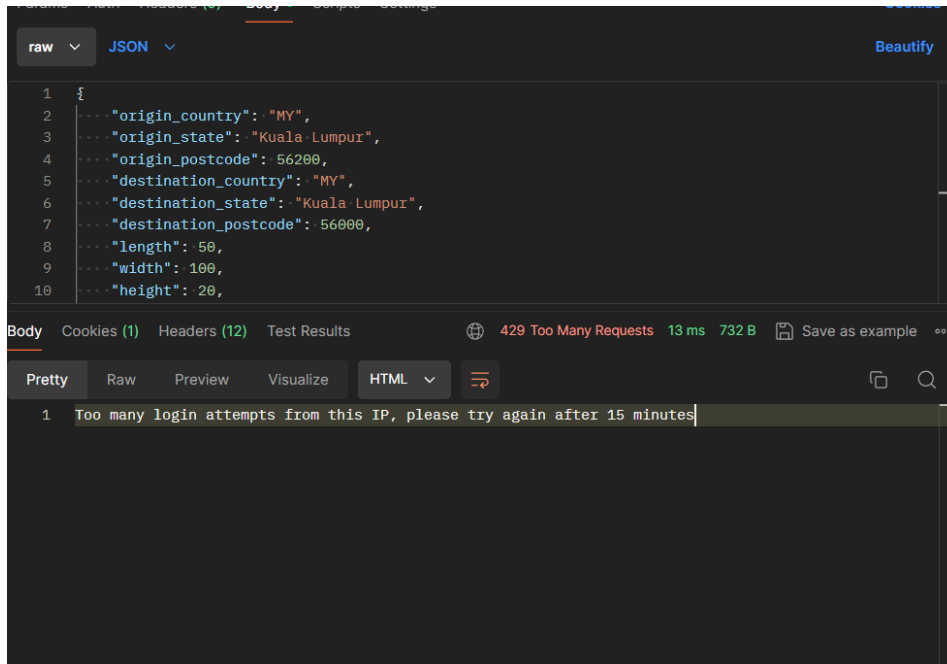 Body
Cookies
raw JSON Beautify
1 {
2 "origin_country": "MY",
3 "origin_state": "Kuala Lumpur",
4 "origin_postcode": 56200,
5 "destination_country": "MY",
6 "destination_state": "Kuala Lumpur",
7 "destination_postcode": 56000,
8 "length": 50,
9 "width": 100,
10 "height": 20,
Body Cookies (1) Headers (12) Test Results 429 Too Many Requests 13 ms 732 B Save as example
Pretty Raw Preview Visualize HTML
1 Too many login attempts from this IP, please try again after 15 minutes